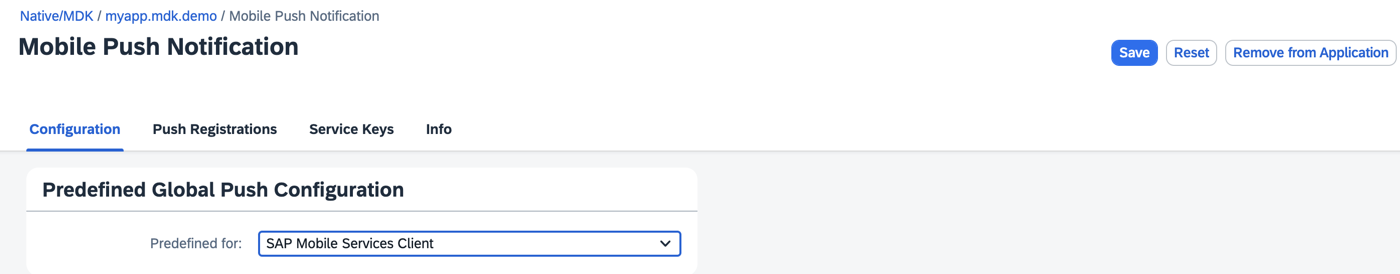 Native/MDK / myapp.mdk.demo / Mobile Push Notification
Mobile Push Notification
Save Reset Remove from Application
Configuration Push Registrations Service Keys Info
Predefined Global Push Configuration
Predefined for: SAP Mobile Services Client